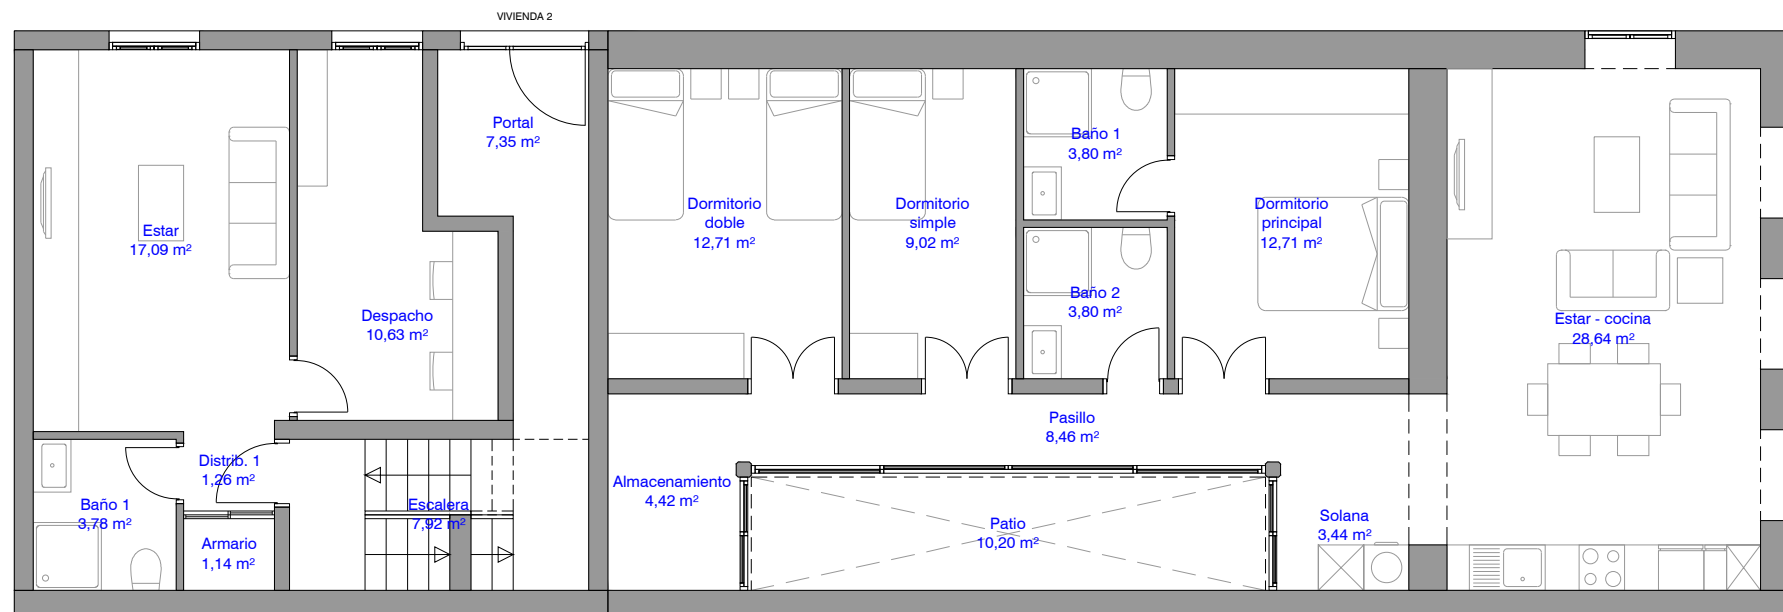 VIVIENDA 2
Portal
7,35 m²
Estar
17,09 m²
Despacho
10,63 m²
Distrib. 1
1,26 m²
Baño 1
3,78 m²
Armario
1,14 m²
Escalera
7,92 m²
Dormitorio
doble
12,71 m²
Dormitorio
simple
9,02 m²
Baño 1
3,80 m²
Baño 2
3,80 m²
Dormitorio
principal
12,71 m²
Estar - cocina
28,64 m²
Pasillo
8,46 m²
Almacenamiento
4,42 m²
Patio
10,20 m²
Solana
3,44 m²